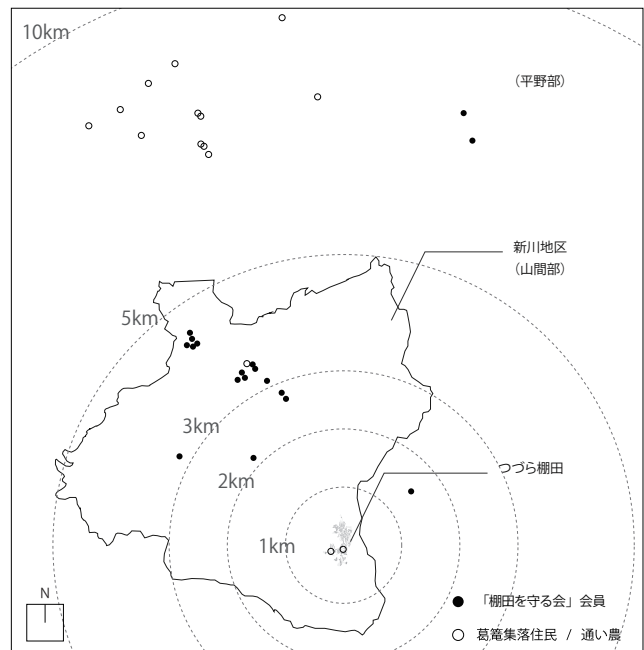 10km
（平野部）
新川地区
（山間部）
5km
3km
つづら棚田
2km
1km
N
「棚田を守る会」会員
葛籠集落住民 / 通い農